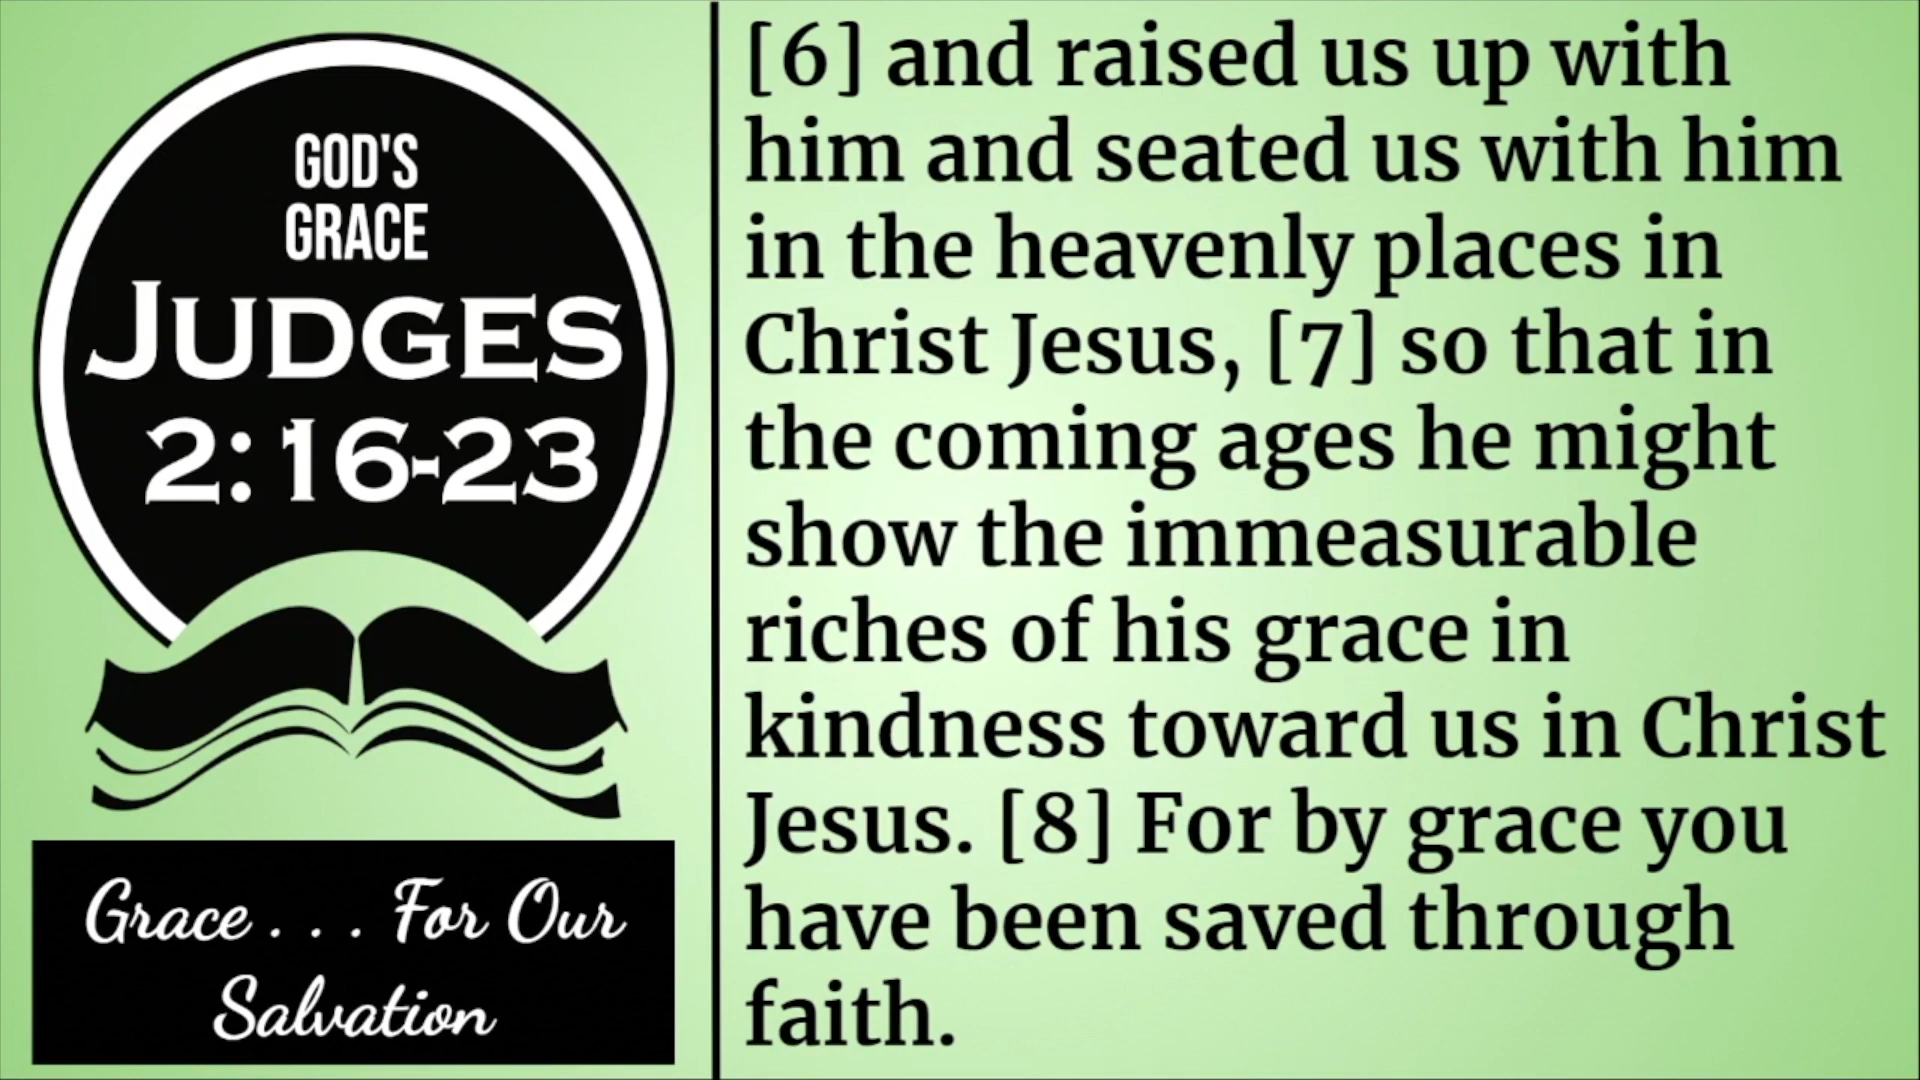 GOD'S
GRACE
JUDGES
2:16-23
Grace . . . For Our
Salvation
[6] and raised us up with
him and seated us with him
in the heavenly places in
Christ Jesus, [7] so that in
the coming ages he might
show the immeasurable
riches of his grace in
kindness toward us in Christ
Jesus. [8] For by grace you
have been saved through
faith.